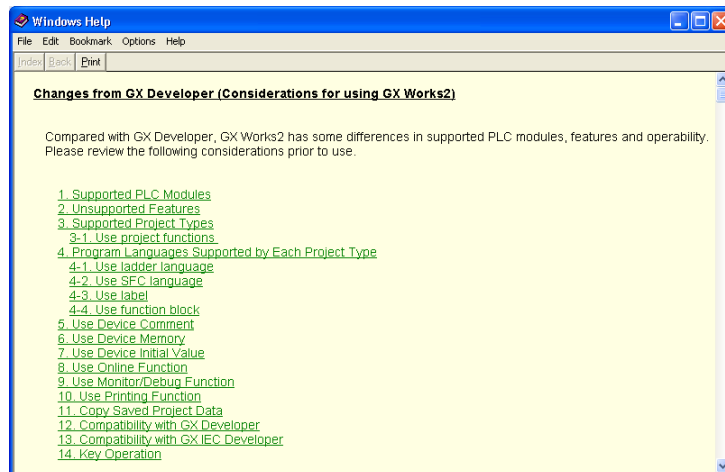 Windows Help
File Edit Bookmark Options Help
Index Back Print
Changes from GX Developer (Considerations for using GX Works2)
Compared with GX Developer, GX Works2 has some differences in supported PLC modules, features and operability.
Please review the following considerations prior to use.
1. Supported PLC Modules
2. Unsupported Features
3. Supported Project Types
3-1. Use project functions
4. Program Languages Supported by Each Project Type
4-1. Use ladder language
4-2. Use SFC language
4-3. Use label
4-4. Use function block
5. Use Device Comment
6. Use Device Memory
7. Use Device Initial Value
8. Use Online Function
9. Use Monitor/Debug Function
10. Use Printing Function
11. Copy Saved Project Data
12. Compatibility with GX Developer
13. Compatibility with GX IEC Developer
14. Key Operation